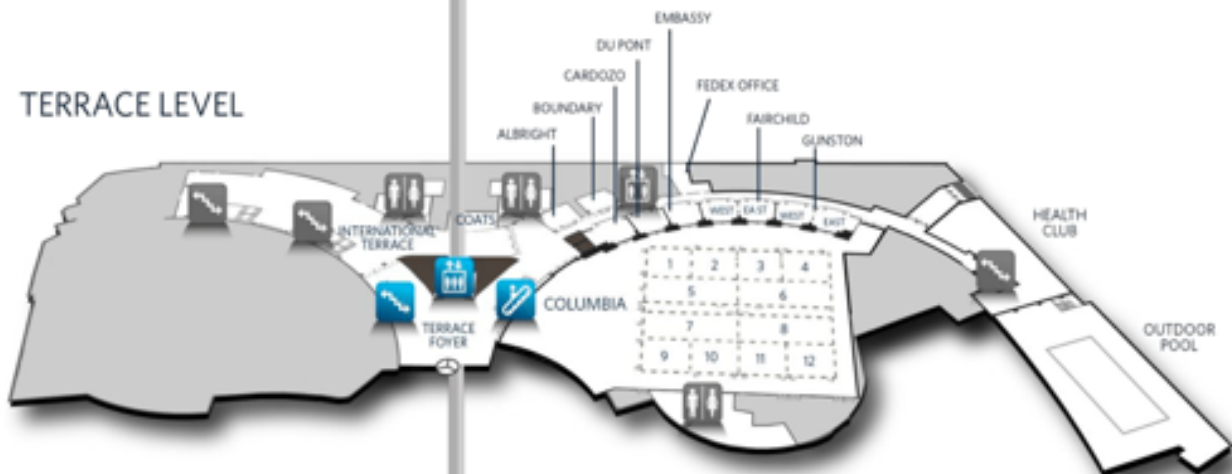 TERRACE LEVEL
EMBASSY
DU PONT
CARDOZO
FEDEX OFFICE
BOUNDARY
FAIRCHILD
ALBRIGHT
GUNSTON
COATS
WEST
EAST
WEST
EAST
INTERNATIONAL
TERRACE
HEALTH
CLUB
1
2
3
4
5
6
COLUMBIA
TERRACE
FOYER
7
8
OUTDOOR
POOL
9
10
11
12